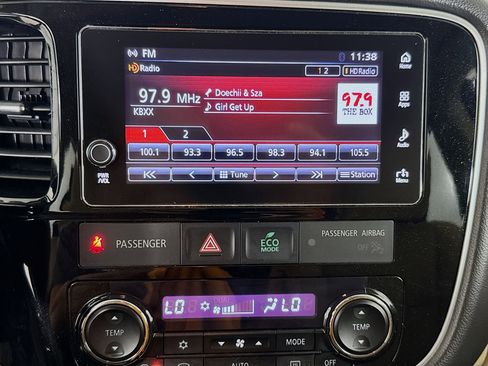 FM
11:38
HD Radio
1 2
HD Radio
97.9 MHz
KBXX
Doechii & Sza
Girl Get Up
97.9
THE BOX
1 2
100.1 93.3 96.5 98.3 94.1 105.5
Tune
Station
PWR
/VOL
Home
Apps
Audio
Menu
PASSENGER
ECO
MODE
PASSENGER AIRBAG
OFF
LO
LO
TEMP
TEMP
AUTO
MODE
OFF